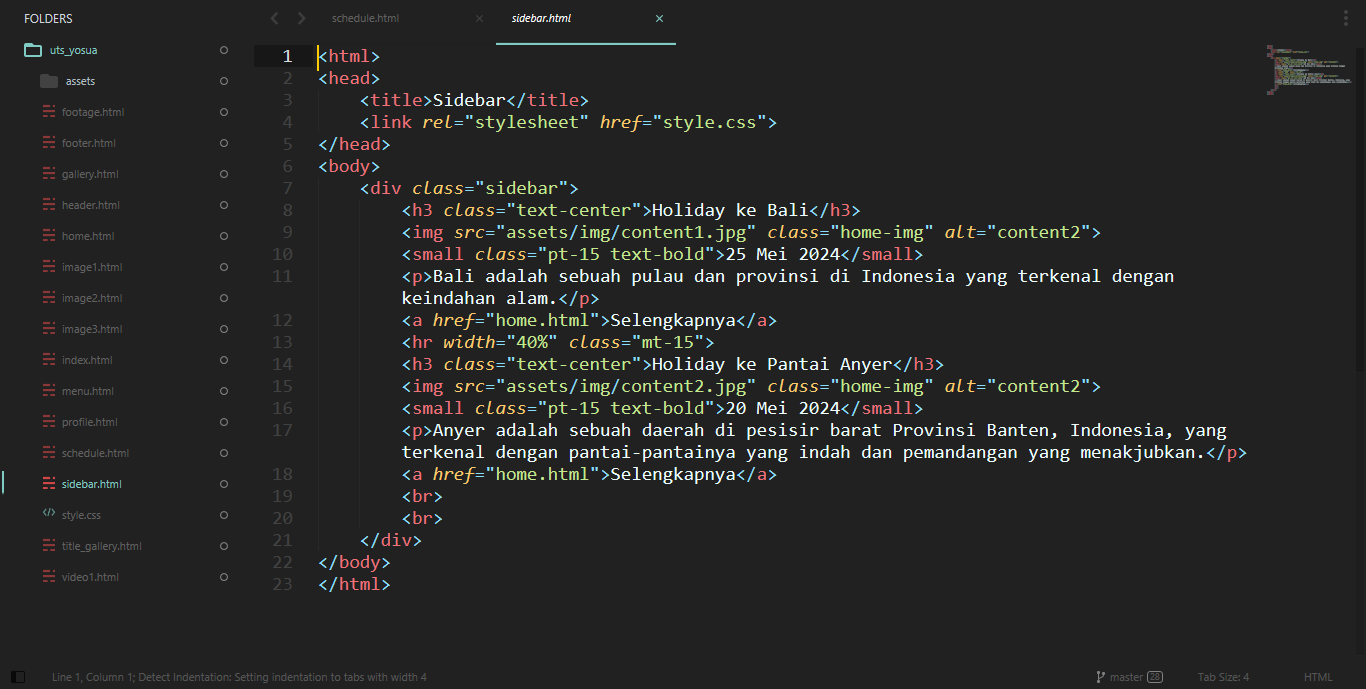 FOLDERS
uts_yosua
assets
footage.html
footer.html
gallery.html
header.html
home.html
image1.html
image2.html
image3.html
index.html
menu.html
profile.html
schedule.html
sidebar.html
style.css
title_gallery.html
video1.html
schedule.html × sidebar.html ×
1 <html>
2 <head>
3     <title>Sidebar</title>
4     <link rel="stylesheet" href="style.css">
5 </head>
6 <body>
7     <div class="sidebar">
8         <h3 class="text-center">Holiday ke Bali</h3>
9         <img src="assets/img/content1.jpg" class="home-img" alt="content2">
10         <small class="pt-15 text-bold">25 Mei 2024</small>
11         <p>Bali adalah sebuah pulau dan provinsi di Indonesia yang terkenal dengan
        keindahan alam.</p>
12         <a href="home.html">Selengkapnya</a>
13         <hr width="40%" class="mt-15">
14         <h3 class="text-center">Holiday ke Pantai Anyer</h3>
15         <img src="assets/img/content2.jpg" class="home-img" alt="content2">
16         <small class="pt-15 text-bold">20 Mei 2024</small>
17         <p>Anyer adalah sebuah daerah di pesisir barat Provinsi Banten, Indonesia, yang
        terkenal dengan pantai-pantainya yang indah dan pemandangan yang menakjubkan.</p>
18         <a href="home.html">Selengkapnya</a>
19         <br>
20         <br>
21     </div>
22 </body>
23 </html>
Line 1, Column 1; Detect Indentation: Setting indentation to tabs with width 4 master 28 Tab Size: 4 HTML